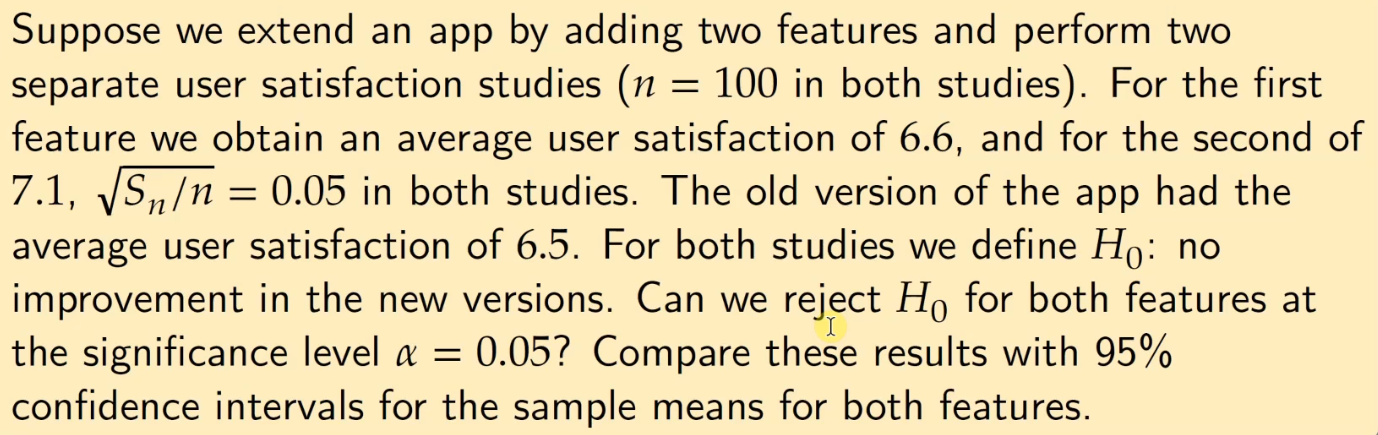 Suppose we extend an app by adding two features and perform two
separate user satisfaction studies (n = 100 in both studies). For the first
feature we obtain an average user satisfaction of 6.6, and for the second of
7.1, √(Sₙ/n) = 0.05 in both studies. The old version of the app had the
average user satisfaction of 6.5. For both studies we define H₀: no
improvement in the new versions. Can we reject H₀ for both features at
the significance level α = 0.05? Compare these results with 95%
confidence intervals for the sample means for both features.